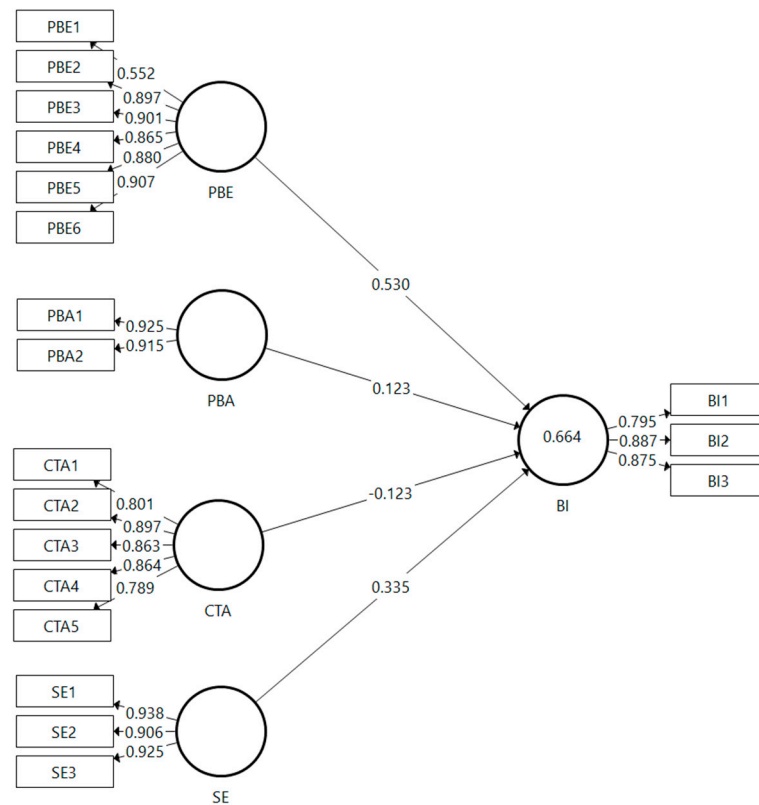 PBE1
PBE2
PBE3
PBE4
PBE5
PBE6
0.552
0.897
0.901
0.865
0.880
0.907
PBE
0.530
PBA1
PBA2
0.925
0.915
PBA
0.123
CTA1
CTA2
CTA3
CTA4
CTA5
0.801
0.897
0.863
0.864
0.789
CTA
-0.123
SE1
SE2
SE3
0.938
0.906
0.925
SE
0.335
0.664
BI
0.795
0.887
0.875
BI1
BI2
BI3